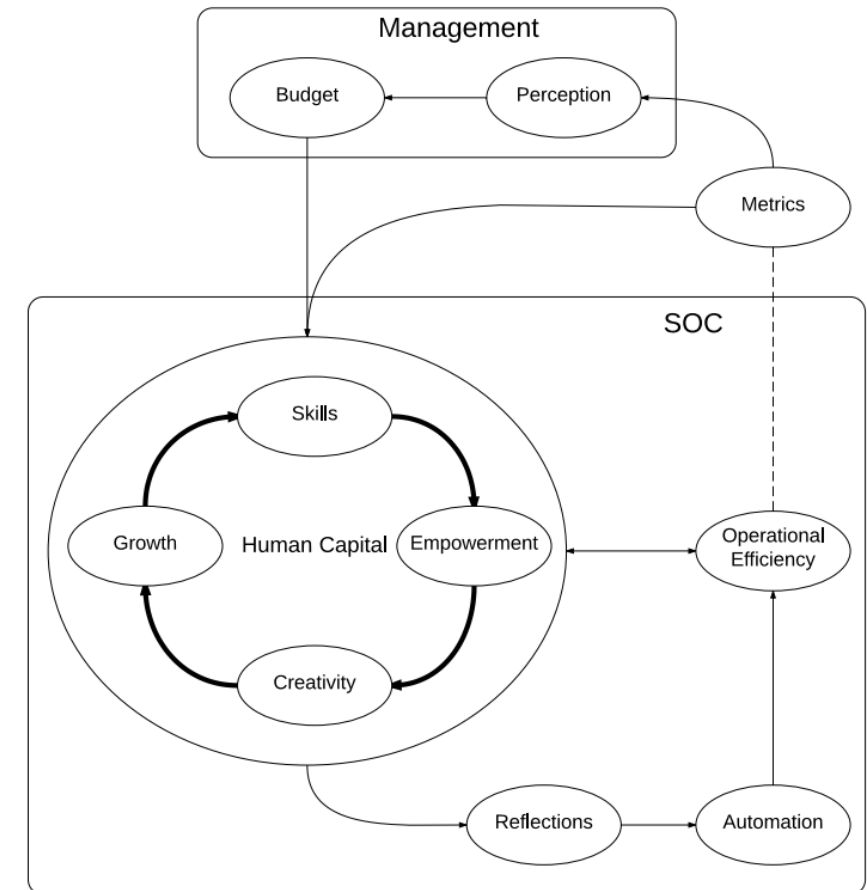 Management
Budget
Perception
Metrics
SOC
Skills
Growth
Human Capital
Empowerment
Operational
Efficiency
Creativity
Reflections
Automation